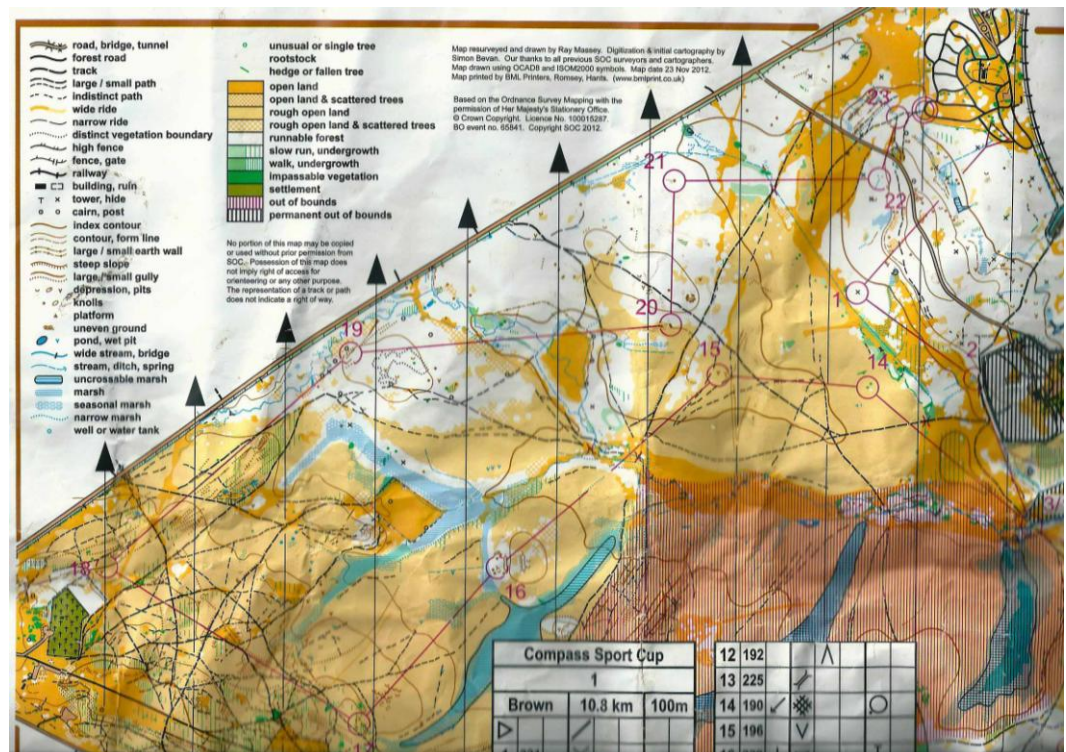 road, bridge, tunnel
forest road
track
large / small path
indistinct path
wide ride
narrow ride
distinct vegetation boundary
high fence
fence, gate
railway
building, ruin
tower, hide
cairn, post
index contour
contour, form line
large / small earth wall
steep slope
large, small gully
depression, pits
knolls
platform
uneven ground
pond, wet pit
wide stream, bridge
stream, ditch, spring
uncrossable marsh
marsh
seasonal marsh
narrow marsh
well or water tank
unusual or single tree
rootstock
hedge or fallen tree
open land
open land & scattered trees
rough open land
rough open land & scattered trees
runnable forest
slow run, undergrowth
walk, undergrowth
impassable vegetation
settlement
out of bounds
permanent out of bounds
No portion of this map may be copied
or used without prior permission from
SOC. Possession of this map does
not imply right of access for
orienteering or any other purpose.
The representation of a track or path
does not indicate a right of way.
Map resurveyed and drawn by Ray Massey. Digitization & initial cartography by
Simon Bevan. Our thanks to all previous SOC surveyors and cartographers.
Map drawn using OCAD8 and ISOM2000 symbols. Map date 23 Nov 2012.
Map printed by BML Printers, Romsey, Hants. (www.bmlprint.co.uk)
Based on the Ordnance Survey Mapping with the
permission of Her Majesty's Stationery Office.
© Crown Copyright. Licence No. 100015287.
BO event no. 65841. Copyright SOC 2012.
23
21
22
1
20
19
2
15
14
18
16
Compass Sport Cup
1
Brown 10.8 km 100m
12 192
13 225
14 190
15 196